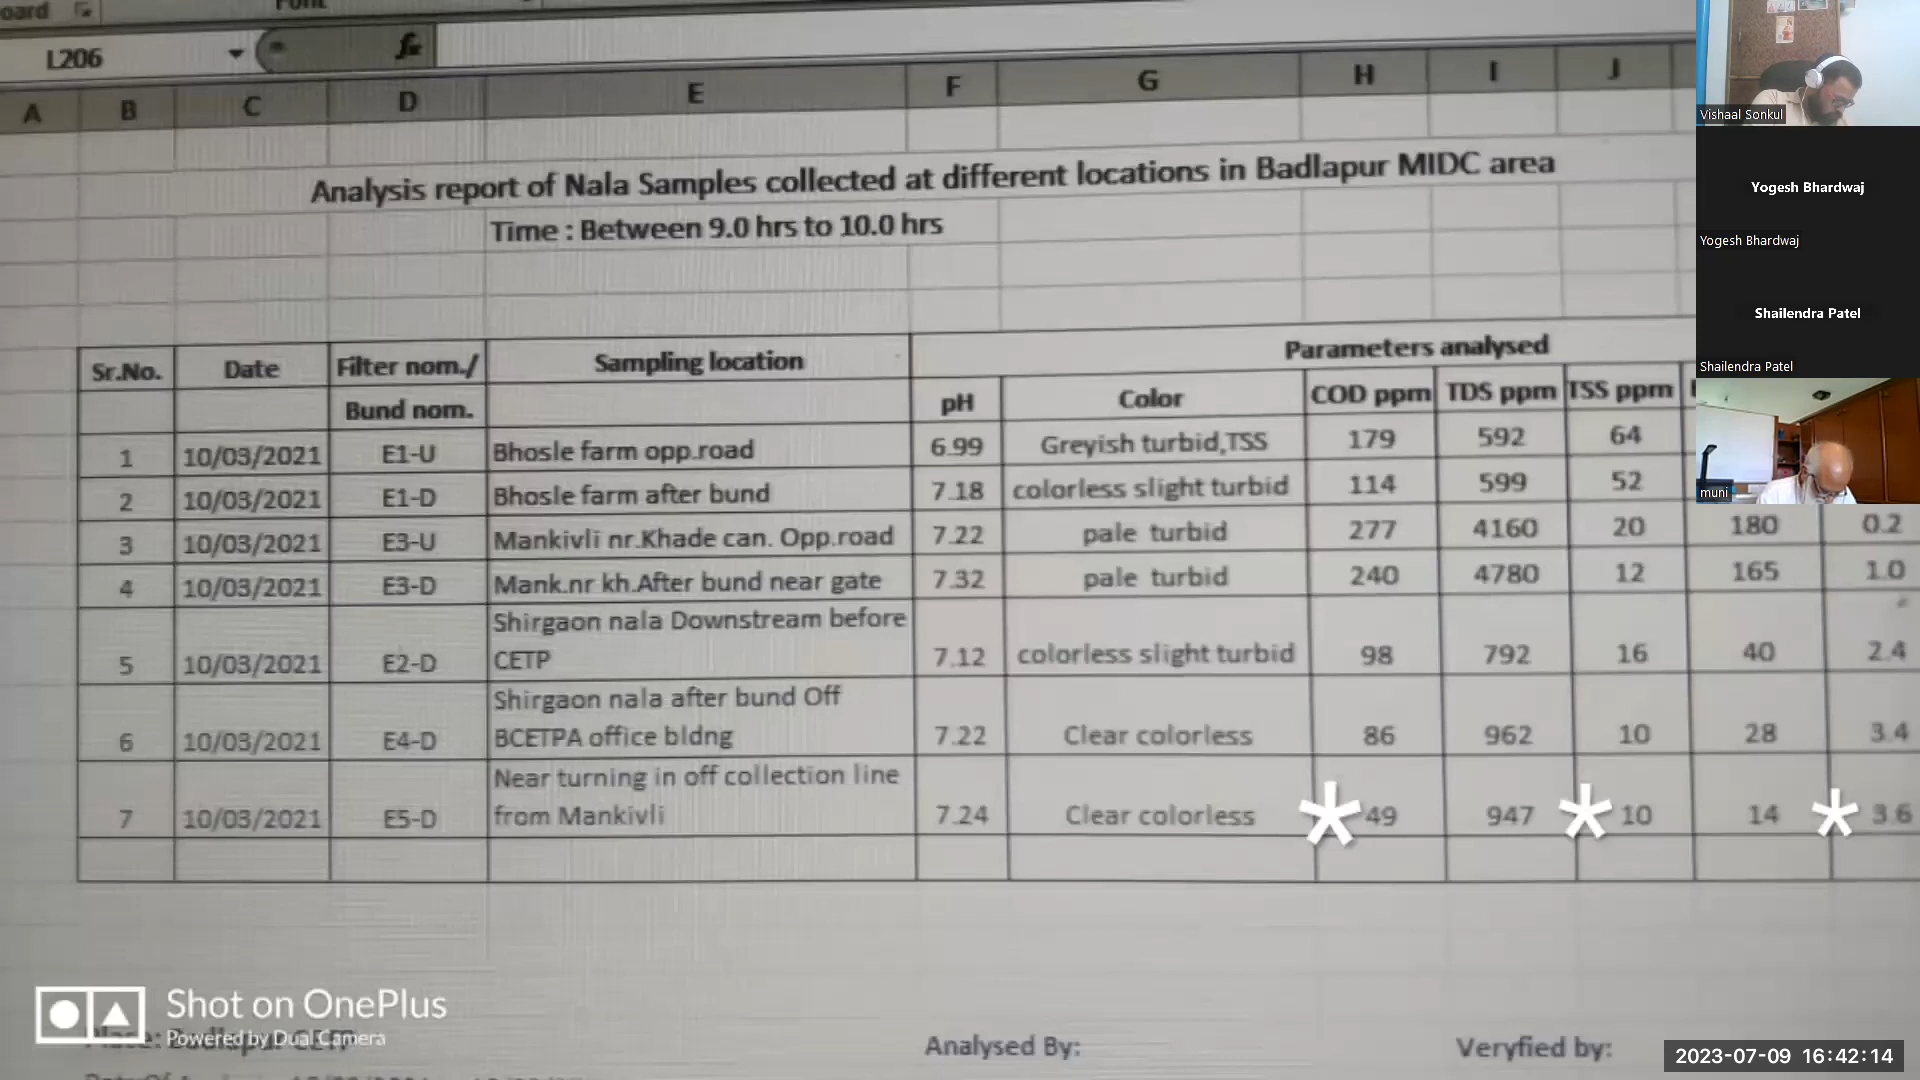 L206
fx
A B C D E F G H I J
Analysis report of Nala Samples collected at different locations in Badlapur MIDC area
Time : Between 9.0 hrs to 10.0 hrs
Sr.No. Date Filter nom./ Sampling location Parameters analysed
Bund nom. pH Color COD ppm TDS ppm TSS ppm
1 10/03/2021 E1-U Bhosle farm opp.road 6.99 Greyish turbid,TSS 179 592 64
2 10/03/2021 E1-D Bhosle farm after bund 7.18 colorless slight turbid 114 599 52
3 10/03/2021 E3-U Mankivli nr.Khade can. Opp.road 7.22 pale turbid 277 4160 20 180 0.2
4 10/03/2021 E3-D Mank.nr kh.After bund near gate 7.32 pale turbid 240 4780 12 165 1.0
Shirgaon nala Downstream before
5 10/03/2021 E2-D CETP 7.12 colorless slight turbid 98 792 16 40 2.4
Shirgaon nala after bund Off
6 10/03/2021 E4-D BCETPA office bldng 7.22 Clear colorless 86 962 10 28 3.4
Near turning in off collection line
7 10/03/2021 E5-D from Mankivli 7.24 Clear colorless * 49 947 * 10 14 * 3.6
Shot on OnePlus
Powered by Dual Camera
Analysed By: Veryfied by:
2023-07-09 16:42:14
Vishaal Sonkul
Yogesh Bhardwaj
Yogesh Bhardwaj
Shailendra Patel
Shailendra Patel
muni